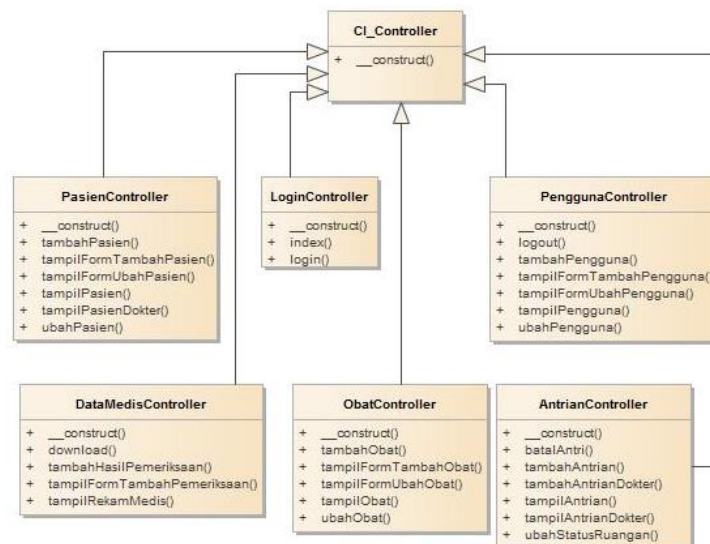 CI_Controller
+ __construct()
PasienController
+ __construct()
+ tambahPasien()
+ tampilFormTambahPasien()
+ tampilFormUbahPasien()
+ tampilPasien()
+ tampilPasienDokter()
+ ubahPasien()
LoginController
+ __construct()
+ index()
+ login()
PenggunaController
+ __construct()
+ logout()
+ tambahPengguna()
+ tampilFormTambahPengguna()
+ tampilFormUbahPengguna()
+ tampilPengguna()
+ ubahPengguna()
DataMedisController
+ __construct()
+ download()
+ tambahHasilPemeriksaan()
+ tampilFormTambahPemeriksaan()
+ tampilRekamMedis()
ObatController
+ __construct()
+ tambahObat()
+ tampilFormTambahObat()
+ tampilFormUbahObat()
+ tampilObat()
+ ubahObat()
AntrianController
+ __construct()
+ batalAntri()
+ tambahAntrian()
+ tambahAntrianDokter()
+ tampilAntrian()
+ tampilAntrianDokter()
+ ubahStatusRuangan()